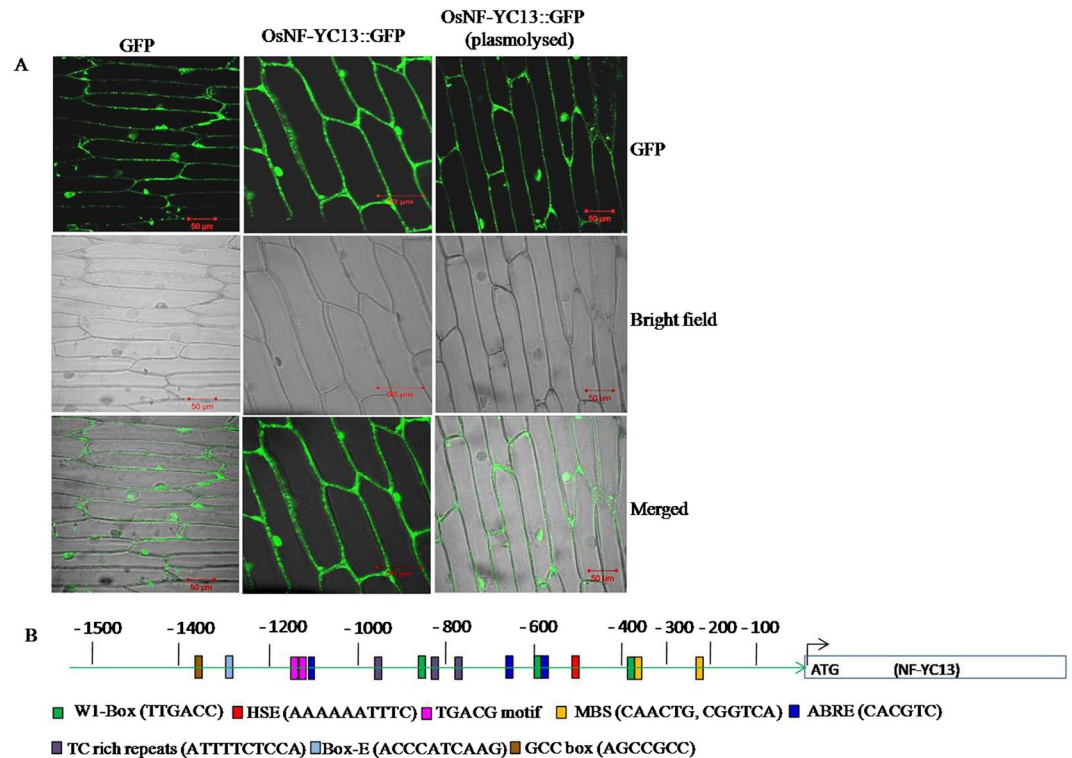 OsNF-YC13::GFP
(plasmolysed)
GFP
OsNF-YC13::GFP
A
GFP
50 µm
50 µm
50 µm
Bright field
50 µm
50 µm
50 µm
Merged
50 µm
50 µm
B
-1500
-1400
-1200
-1000
-800
-600
-400
-300
-200
-100
ATG
(NF-YC13)
W1-Box (TTGACC)
HSE (AAAAAATTTC)
TGACG motif
MBS (CAACTG, CGGTCA)
ABRE (CACGTC)
TC rich repeats (ATTTTCTCCA)
Box-E (ACCCATCAAG)
GCC box (AGCCGCC)